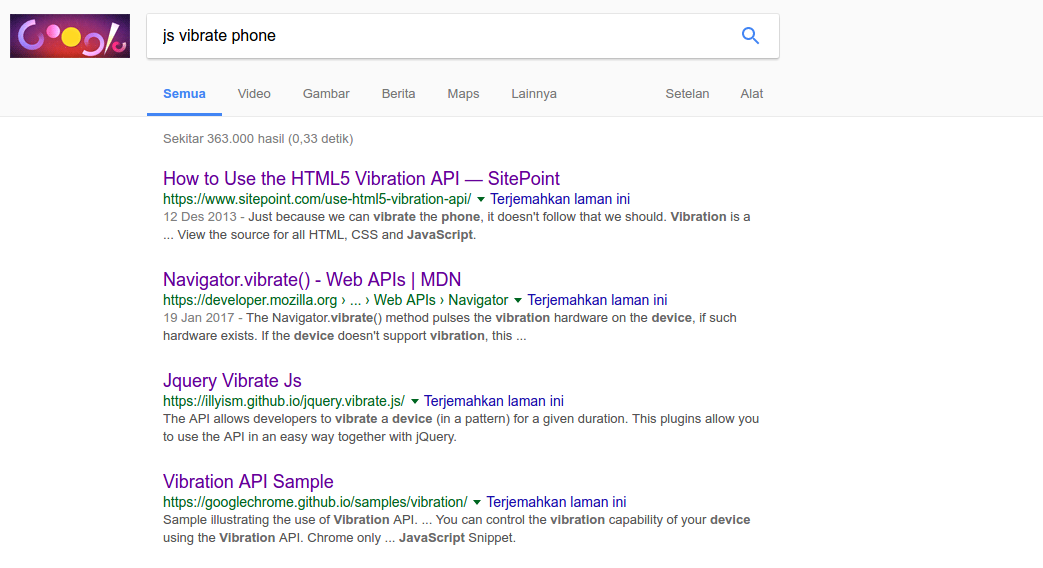 Google
js vibrate phone
Semua Video Gambar Berita Maps Lainnya Setelan Alat
Sekitar 363.000 hasil (0,33 detik)
How to Use the HTML5 Vibration API — SitePoint
https://www.sitepoint.com/use-html5-vibration-api/ Terjemahkan laman ini
12 Des 2013 - Just because we can vibrate the phone, it doesn't follow that we should. Vibration is a
... View the source for all HTML, CSS and JavaScript.
Navigator.vibrate() - Web APIs | MDN
https://developer.mozilla.org › ... › Web APIs › Navigator Terjemahkan laman ini
19 Jan 2017 - The Navigator.vibrate() method pulses the vibration hardware on the device, if such
hardware exists. If the device doesn't support vibration, this ...
Jquery Vibrate Js
https://illyism.github.io/jquery.vibrate.js/ Terjemahkan laman ini
The API allows developers to vibrate a device (in a pattern) for a given duration. This plugins allow you
to use the API in an easy way together with jQuery.
Vibration API Sample
https://googlechrome.github.io/samples/vibration/ Terjemahkan laman ini
Sample illustrating the use of Vibration API. ... You can control the vibration capability of your device
using the Vibration API. Chrome only ... JavaScript Snippet.